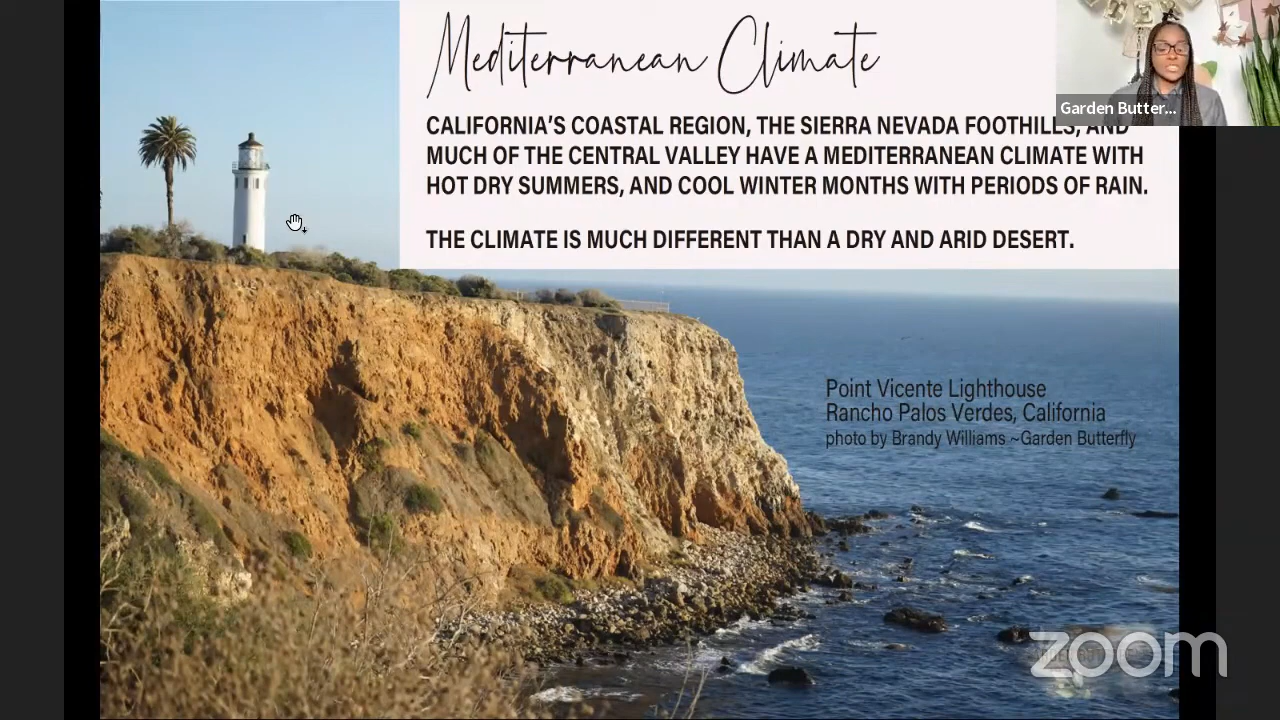 Mediterranean Climate
Garden Butter...
CALIFORNIA'S COASTAL REGION, THE SIERRA NEVADA FOOTHILLS, AND
MUCH OF THE CENTRAL VALLEY HAVE A MEDITERRANEAN CLIMATE WITH
HOT DRY SUMMERS, AND COOL WINTER MONTHS WITH PERIODS OF RAIN.
THE CLIMATE IS MUCH DIFFERENT THAN A DRY AND ARID DESERT.
Point Vicente Lighthouse
Rancho Palos Verdes, California
photo by Brandy Williams ~Garden Butterfly
zoom